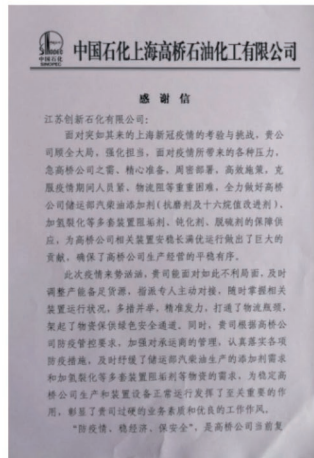 中国石化
SINOPEC
中国石化上海高桥石油化工有限公司
感谢信
江苏创新石化有限公司：
面对突如其来的上海新冠疫情的考验与挑战，贵公
司顾全大局，强化担当，面对疫情所带来的各种压力，
急高桥公司之需，精心准备，周密部署，高效施策，克
服疫情期间人员紧、物流限等重重困难，全力做好高桥
公司储运部汽柴油添加剂（抗磨剂及十六烷值改进剂），
加氢裂化等多套装置阻垢剂、钝化剂、脱硫剂的保障供
应，为高桥公司相关装置安稳长满优运行做出了巨大的
贡献，确保了高桥公司生产经营的平稳有序。
此次疫情来势汹汹，贵司能面对如此不利局面，及时
调整产能备足货源，指派专人主动对接，随时掌握相关
装置运行状况，多措并举，精准发力，打通了物流瓶颈，
架起了物资保供绿色安全通道。同时，贵司根据高桥公
司防疫管控要求，加强对承运商的管理，认真落实各项
防疫措施，及时纾缓了储运部汽柴油生产的添加剂需求
和加氢裂化等多套装置阻垢剂等物资的需求，为稳定高
桥公司生产和装置设备正常运行发挥了至关重要的作
用，彰显了贵司过硬的业务素质和优良的工作作风。
“防疫情、稳经济、保安全”，是高桥公司当前复